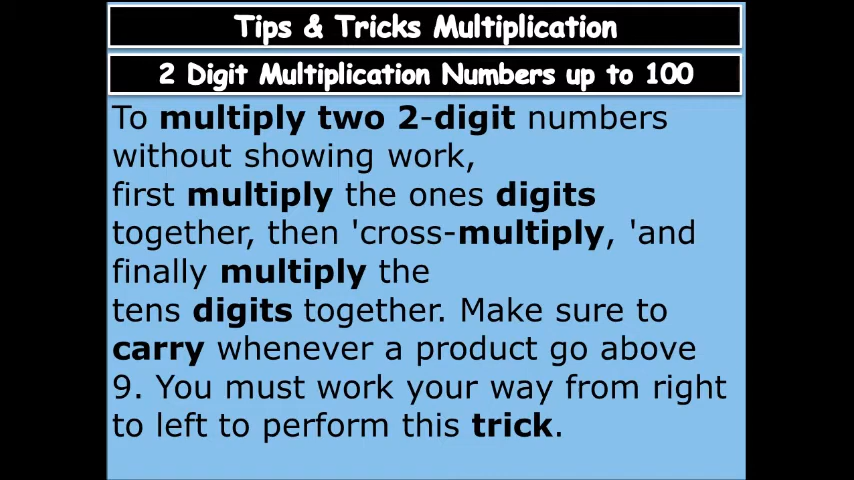 Tips & Tricks Multiplication
2 Digit Multiplication Numbers up to 100
To multiply two 2-digit numbers
without showing work,
first multiply the ones digits
together, then 'cross-multiply, 'and
finally multiply the
tens digits together. Make sure to
carry whenever a product go above
9. You must work your way from right
to left to perform this trick.